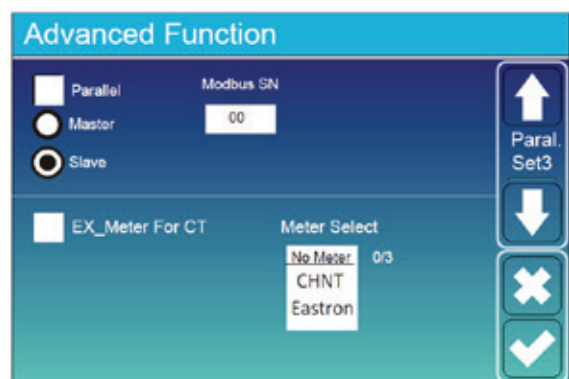 Advanced Function
Parallel
Modbus SN
Master
00
Slave
Paral.
Set3
EX_Meter For CT
Meter Select
No Meter 0/3
CHNT
Eastron